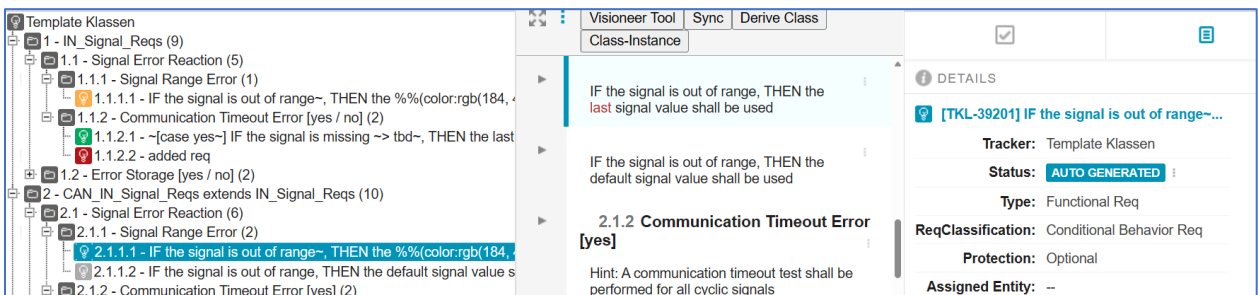 Template Klassen
1 - IN_Signal_Reqs (9)
1.1 - Signal Error Reaction (5)
1.1.1 - Signal Range Error (1)
1.1.1.1 - IF the signal is out of range~, THEN the %%(color:rgb(184, 4
1.1.2 - Communication Timeout Error [yes / no] (2)
1.1.2.1 - ~[case yes~] IF the signal is missing ~> tbd~, THEN the last
1.1.2.2 - added req
1.2 - Error Storage [yes / no] (2)
2 - CAN_IN_Signal_Reqs extends IN_Signal_Reqs (10)
2.1 - Signal Error Reaction (6)
2.1.1 - Signal Range Error (2)
2.1.1.1 - IF the signal is out of range~, THEN the %%(color:rgb(184,
2.1.1.2 - IF the signal is out of range, THEN the default signal value s
2.1.2 - Communication Timeout Error [yes] (2)
Visioneer Tool Sync Derive Class
Class-Instance
IF the signal is out of range, THEN the
last signal value shall be used
IF the signal is out of range, THEN the
default signal value shall be used
2.1.2 Communication Timeout Error
[yes]
Hint: A communication timeout test shall be
performed for all cyclic signals
DETAILS
[TKL-39201] IF the signal is out of range~...
Tracker: Template Klassen
Status: AUTO GENERATED
Type: Functional Req
ReqClassification: Conditional Behavior Req
Protection: Optional
Assigned Entity: --